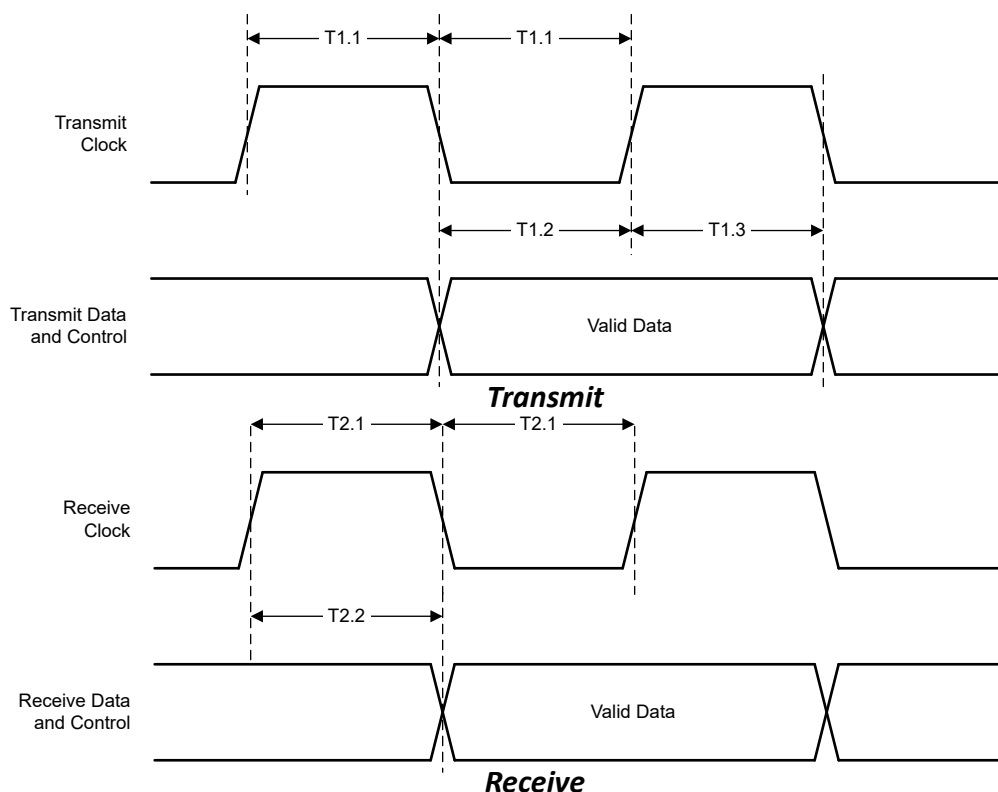 T1.1 T1.1
Transmit
Clock
T1.2 T1.3
Transmit Data
and Control
Valid Data
Transmit
T2.1 T2.1
Receive
Clock
T2.2
Receive Data
and Control
Valid Data
Receive